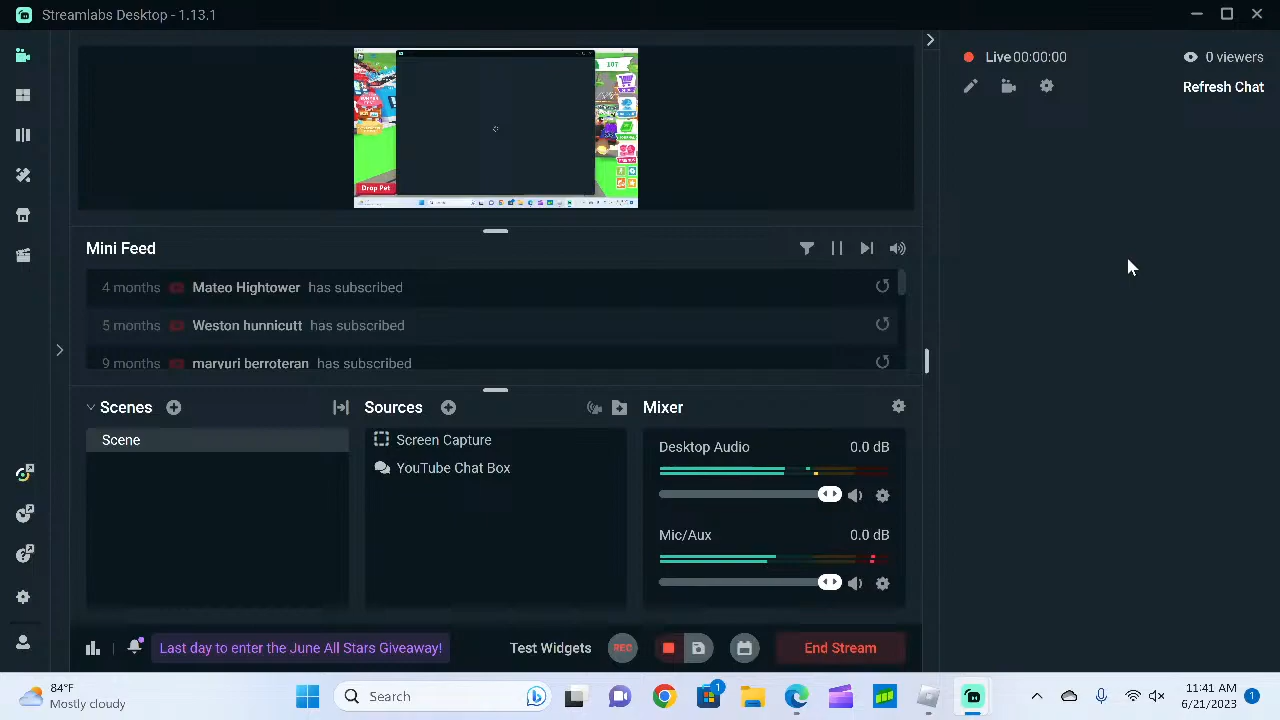 Streamlabs Desktop - 1.13.1
Live 00:00:00
0 viewers
Refresh Chat
107
Drop Pet
Mini Feed
4 months Mateo Hightower has subscribed
5 months Weston hunnicutt has subscribed
9 months maryuri berroteran has subscribed
Scenes
Sources
Mixer
Scene
Screen Capture
YouTube Chat Box
Desktop Audio 0.0 dB
Mic/Aux 0.0 dB
Last day to enter the June All Stars Giveaway!
Test Widgets
REC
End Stream
84°F
Mostly cloudy
Search
1
11:41 AM
6/21/2023
1